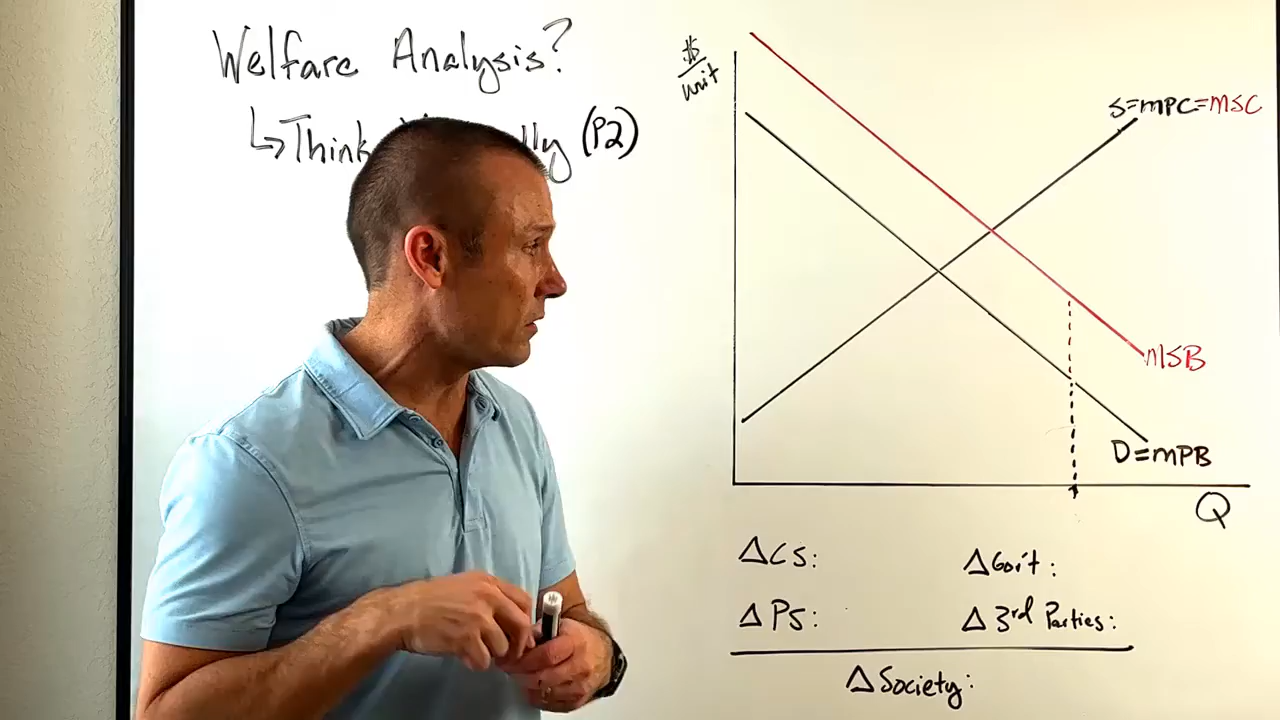 Welfare Analysis?
↳ Think (P2)
$/unit
S=MPC=MSC
MSB
D=MPB
Q
ΔCS:
ΔGov't:
ΔPS:
Δ3rd Parties:
ΔSociety: